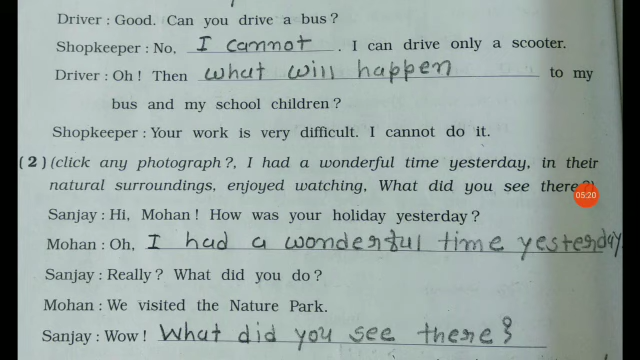 Driver : Good. Can you drive a bus?
Shopkeeper : No, I cannot. I can drive only a scooter.
Driver : Oh! Then what will happen to my
bus and my school children?
Shopkeeper : Your work is very difficult. I cannot do it.
(2) (click any photograph?, I had a wonderful time yesterday, in their
natural surroundings, enjoyed watching, What did you see there?)
05:20
Sanjay : Hi, Mohan! How was your holiday yesterday?
Mohan : Oh, I had a wonderful time yesterday.
Sanjay : Really? What did you do?
Mohan : We visited the Nature Park.
Sanjay : Wow! What did you see there?